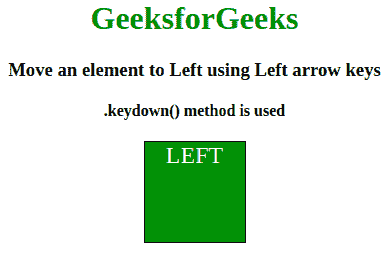 GeeksforGeeks
Move an element to Left using Left arrow keys
.keydown() method is used
LEFT